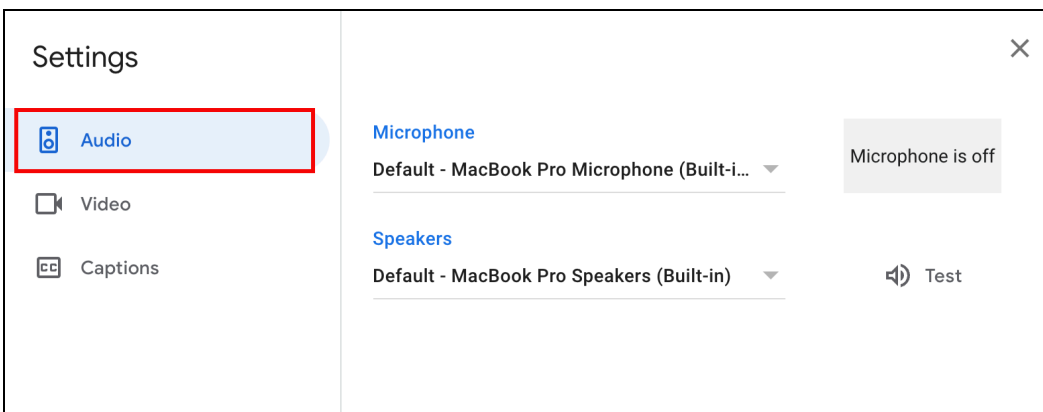 Settings
Audio
Video
Captions
Microphone
Default - MacBook Pro Microphone (Built-i...
Microphone is off
Speakers
Default - MacBook Pro Speakers (Built-in)
Test